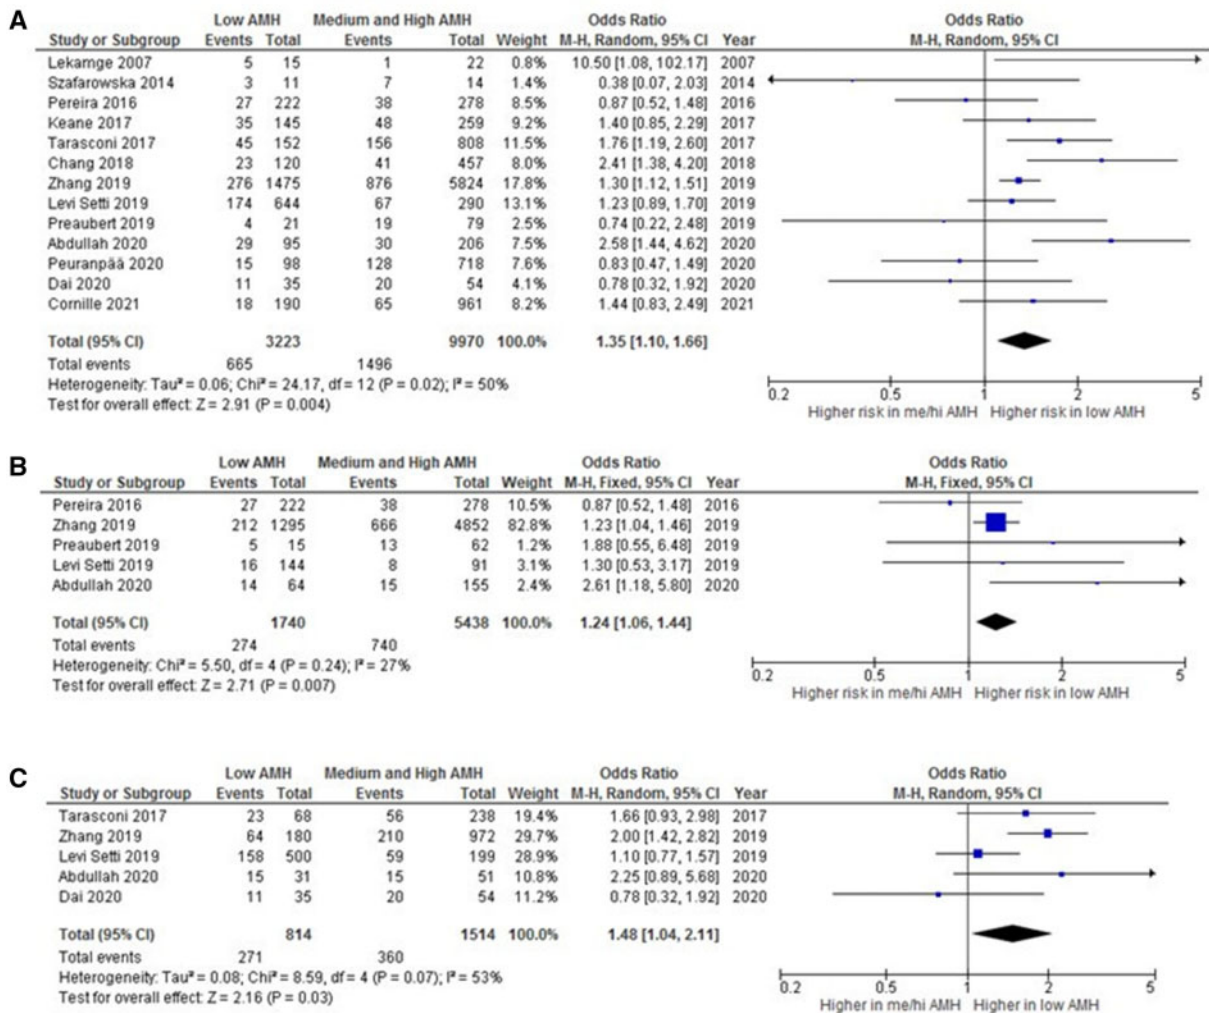 A
Low AMH Medium and High AMH Odds Ratio Odds Ratio
Study or Subgroup Events Total Events Total Weight M-H, Random, 95% CI Year M-H, Random, 95% CI
Lekamge 2007 5 15 1 22 0.8% 10.50 [1.08, 102.17] 2007
Szafarowska 2014 3 11 7 14 1.4% 0.38 [0.07, 2.03] 2014
Pereira 2016 27 222 38 278 8.5% 0.87 [0.52, 1.48] 2016
Keane 2017 35 145 48 259 9.2% 1.40 [0.85, 2.29] 2017
Tarasconi 2017 45 152 156 808 11.5% 1.76 [1.19, 2.60] 2017
Chang 2018 23 120 41 457 8.0% 2.41 [1.38, 4.20] 2018
Zhang 2019 276 1475 876 5824 17.8% 1.30 [1.12, 1.51] 2019
Levi Setti 2019 174 644 67 290 13.1% 1.23 [0.89, 1.70] 2019
Preaubert 2019 4 21 19 79 2.5% 0.74 [0.22, 2.48] 2019
Abdullah 2020 29 95 30 206 7.5% 2.58 [1.44, 4.62] 2020
Peuranpää 2020 15 98 128 718 7.6% 0.83 [0.47, 1.49] 2020
Dai 2020 11 35 20 54 4.1% 0.78 [0.32, 1.92] 2020
Cornille 2021 18 190 65 961 8.2% 1.44 [0.83, 2.49] 2021
Total (95% CI) 3223 9970 100.0% 1.35 [1.10, 1.66]
Total events 665 1496
Heterogeneity: Tau² = 0.06; Chi² = 24.17, df = 12 (P = 0.02); I² = 50%
Test for overall effect: Z = 2.91 (P = 0.004)
0.2 0.5 1 2 5
Higher risk in me/hi AMH Higher risk in low AMH
B
Low AMH Medium and High AMH Odds Ratio Odds Ratio
Study or Subgroup Events Total Events Total Weight M-H, Fixed, 95% CI Year M-H, Fixed, 95% CI
Pereira 2016 27 222 38 278 10.5% 0.87 [0.52, 1.48] 2016
Zhang 2019 212 1295 666 4852 82.8% 1.23 [1.04, 1.46] 2019
Preaubert 2019 5 15 13 62 1.2% 1.88 [0.55, 6.48] 2019
Levi Setti 2019 16 144 8 91 3.1% 1.30 [0.53, 3.17] 2019
Abdullah 2020 14 64 15 155 2.4% 2.61 [1.18, 5.80] 2020
Total (95% CI) 1740 5438 100.0% 1.24 [1.06, 1.44]
Total events 274 740
Heterogeneity: Chi² = 5.50, df = 4 (P = 0.24); I² = 27%
Test for overall effect: Z = 2.71 (P = 0.007)
0.2 0.5 1 2 5
Higher risk in me/hi AMH Higher risk in low AMH
C
Low AMH Medium and High AMH Odds Ratio Odds Ratio
Study or Subgroup Events Total Events Total Weight M-H, Random, 95% CI Year M-H, Random, 95% CI
Tarasconi 2017 23 68 56 238 19.4% 1.66 [0.93, 2.98] 2017
Zhang 2019 64 180 210 972 29.7% 2.00 [1.42, 2.82] 2019
Levi Setti 2019 158 500 59 199 28.9% 1.10 [0.77, 1.57] 2019
Abdullah 2020 15 31 15 51 10.8% 2.25 [0.89, 5.68] 2020
Dai 2020 11 35 20 54 11.2% 0.78 [0.32, 1.92] 2020
Total (95% CI) 814 1514 100.0% 1.48 [1.04, 2.11]
Total events 271 360
Heterogeneity: Tau² = 0.08; Chi² = 8.59, df = 4 (P = 0.07); I² = 53%
Test for overall effect: Z = 2.16 (P = 0.03)
0.2 0.5 1 2 5
Higher in me/hi AMH Higher in low AMH